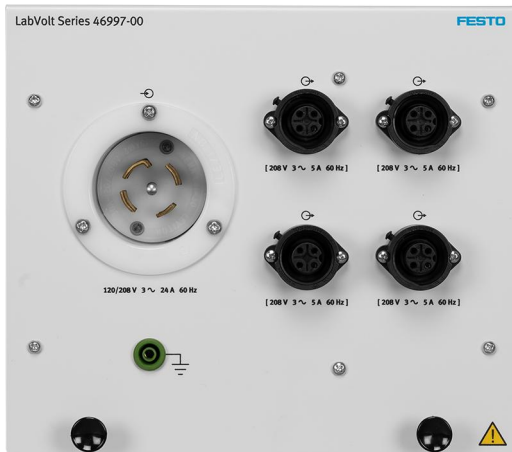 LabVolt Series 46997-00
FESTO
[ 208 V 3 ∿ 5 A 60 Hz ]
[ 208 V 3 ∿ 5 A 60 Hz ]
120/208 V 3 ∿ 24 A 60 Hz
[ 208 V 3 ∿ 5 A 60 Hz ]
[ 208 V 3 ∿ 5 A 60 Hz ]